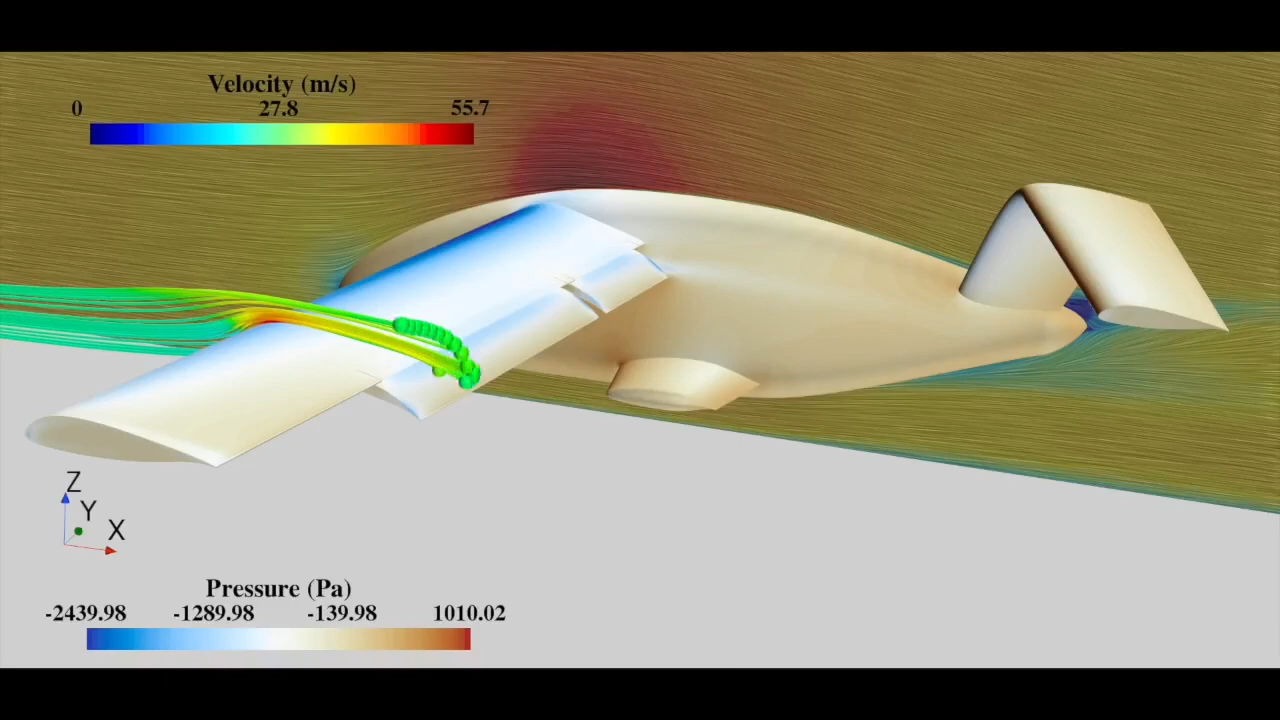 Velocity (m/s)
0 27.8 55.7
Z
Y
X
Pressure (Pa)
-2439.98 -1289.98 -139.98 1010.02